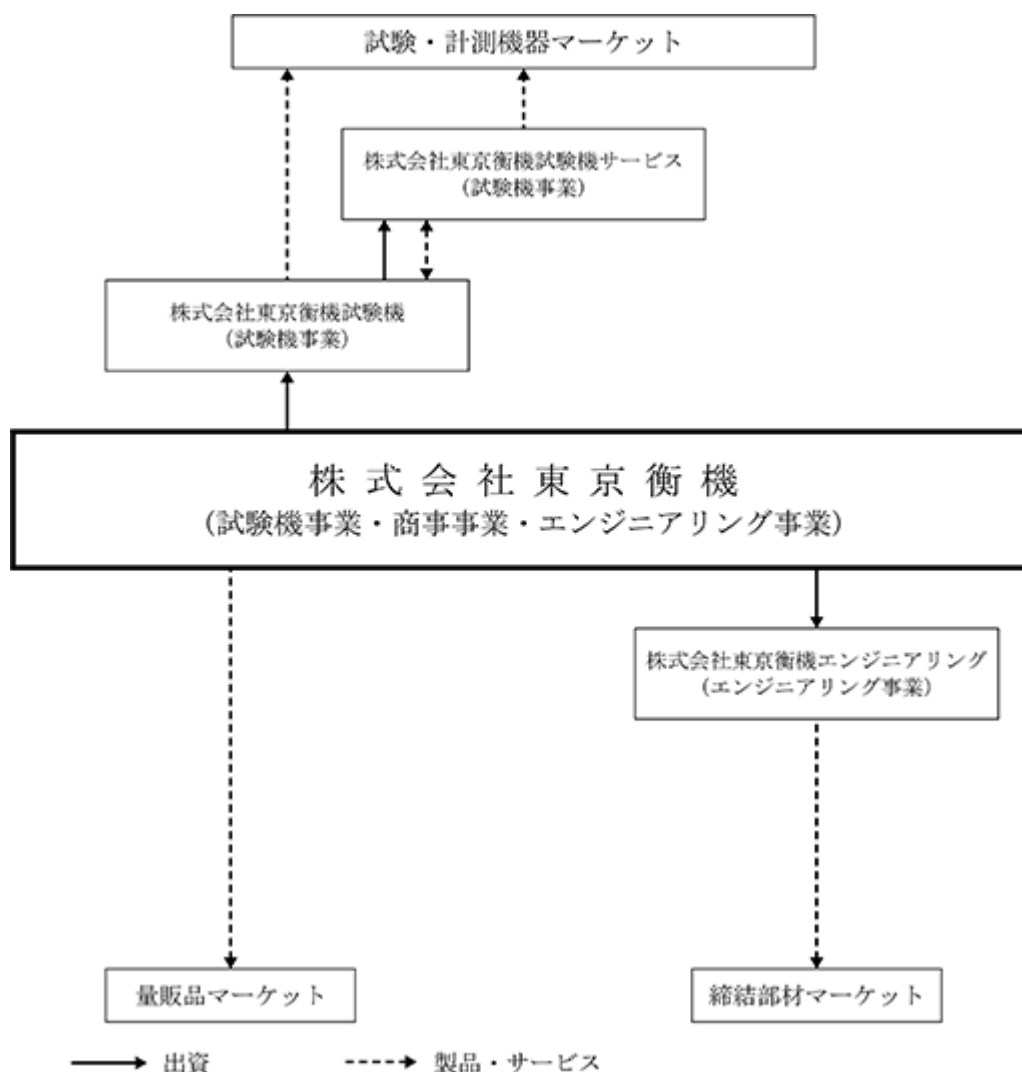 試験・計測機器マーケット
株式会社東京衡機試験機サービス
(試験機事業)
株式会社東京衡機試験機
(試験機事業)
株式会社東京衡機
(試験機事業・商事事業・エンジニアリング事業)
株式会社東京衡機エンジニアリング
(エンジニアリング事業)
量販品マーケット
締結部材マーケット
出資
製品・サービス